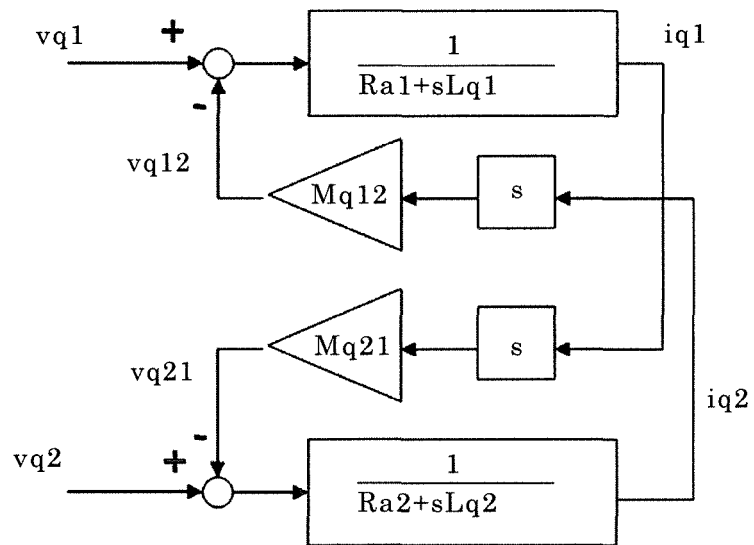 vq1
+
1
Ra1+sLq1
iq1
-
vq12
Mq12
s
Mq21
s
vq21
iq2
-
vq2
+
1
Ra2+sLq2